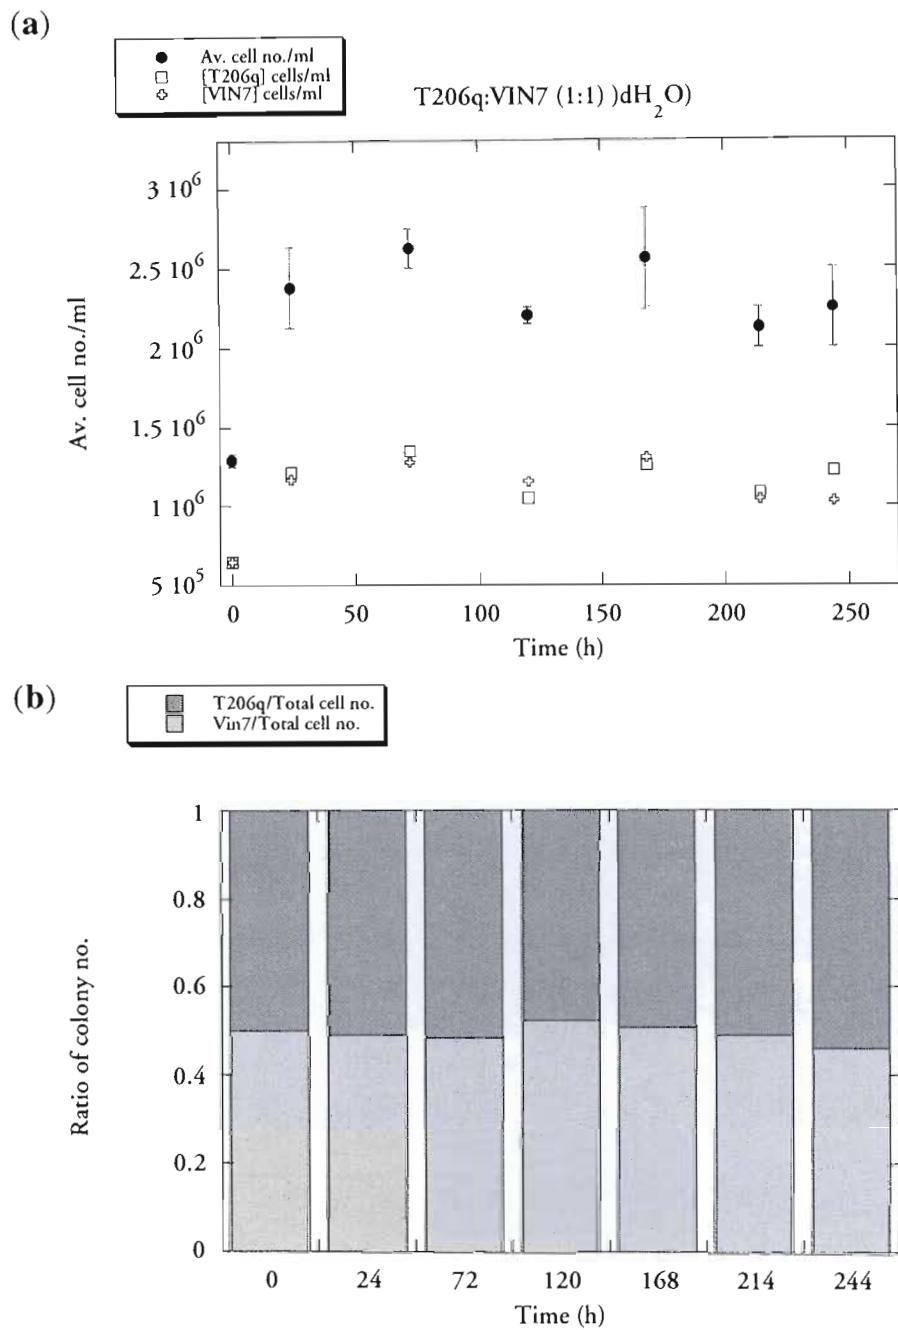 (a)
Av. cell no./ml
[T206q] cells/ml
[VIN7] cells/ml
T206q:VIN7 (1:1) )dH2O)
3 10^6
2.5 10^6
2 10^6
1.5 10^6
1 10^6
5 10^5
Av. cell no./ml
0 50 100 150 200 250
Time (h)
(b)
T206q/Total cell no.
Vin7/Total cell no.
1
0.8
0.6
0.4
0.2
0
Ratio of colony no.
0 24 72 120 168 214 244
Time (h)